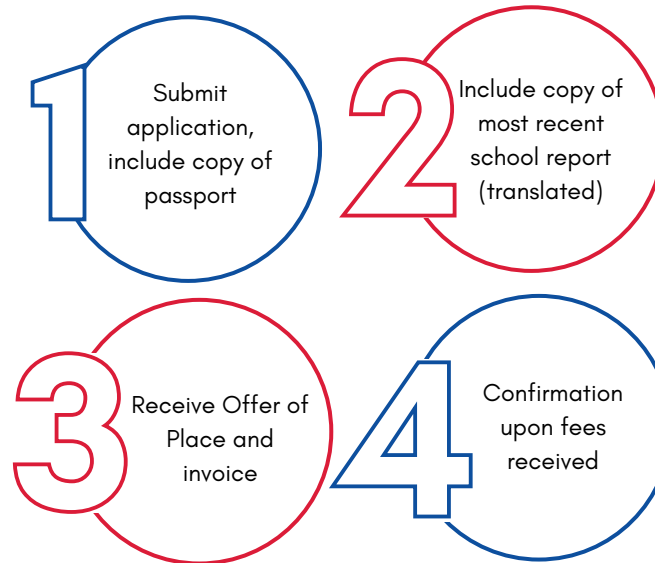 1
Submit
application,
include copy of
passport
2
Include copy of
most recent
school report
(translated)
3
Receive Offer of
Place and
invoice
4
Confirmation
upon fees
received